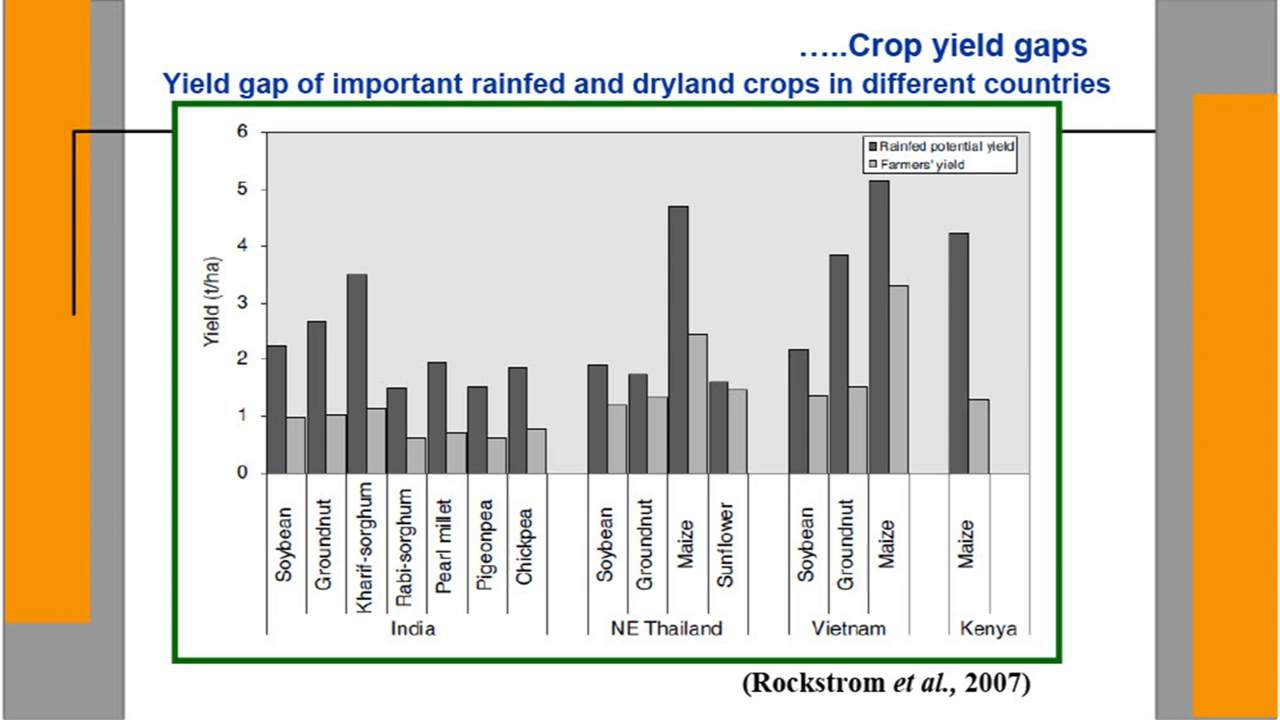 …..Crop yield gaps
Yield gap of important rainfed and dryland crops in different countries
Rainfed potential yield
Farmers' yield
Yield (t/ha)
6
5
4
3
2
1
0
Soybean
Groundnut
Kharif-sorghum
Rabi-sorghum
Pearl millet
Pigeonpea
Chickpea
Soybean
Groundnut
Maize
Sunflower
Soybean
Groundnut
Maize
Maize
India
NE Thailand
Vietnam
Kenya
(Rockstrom et al., 2007)